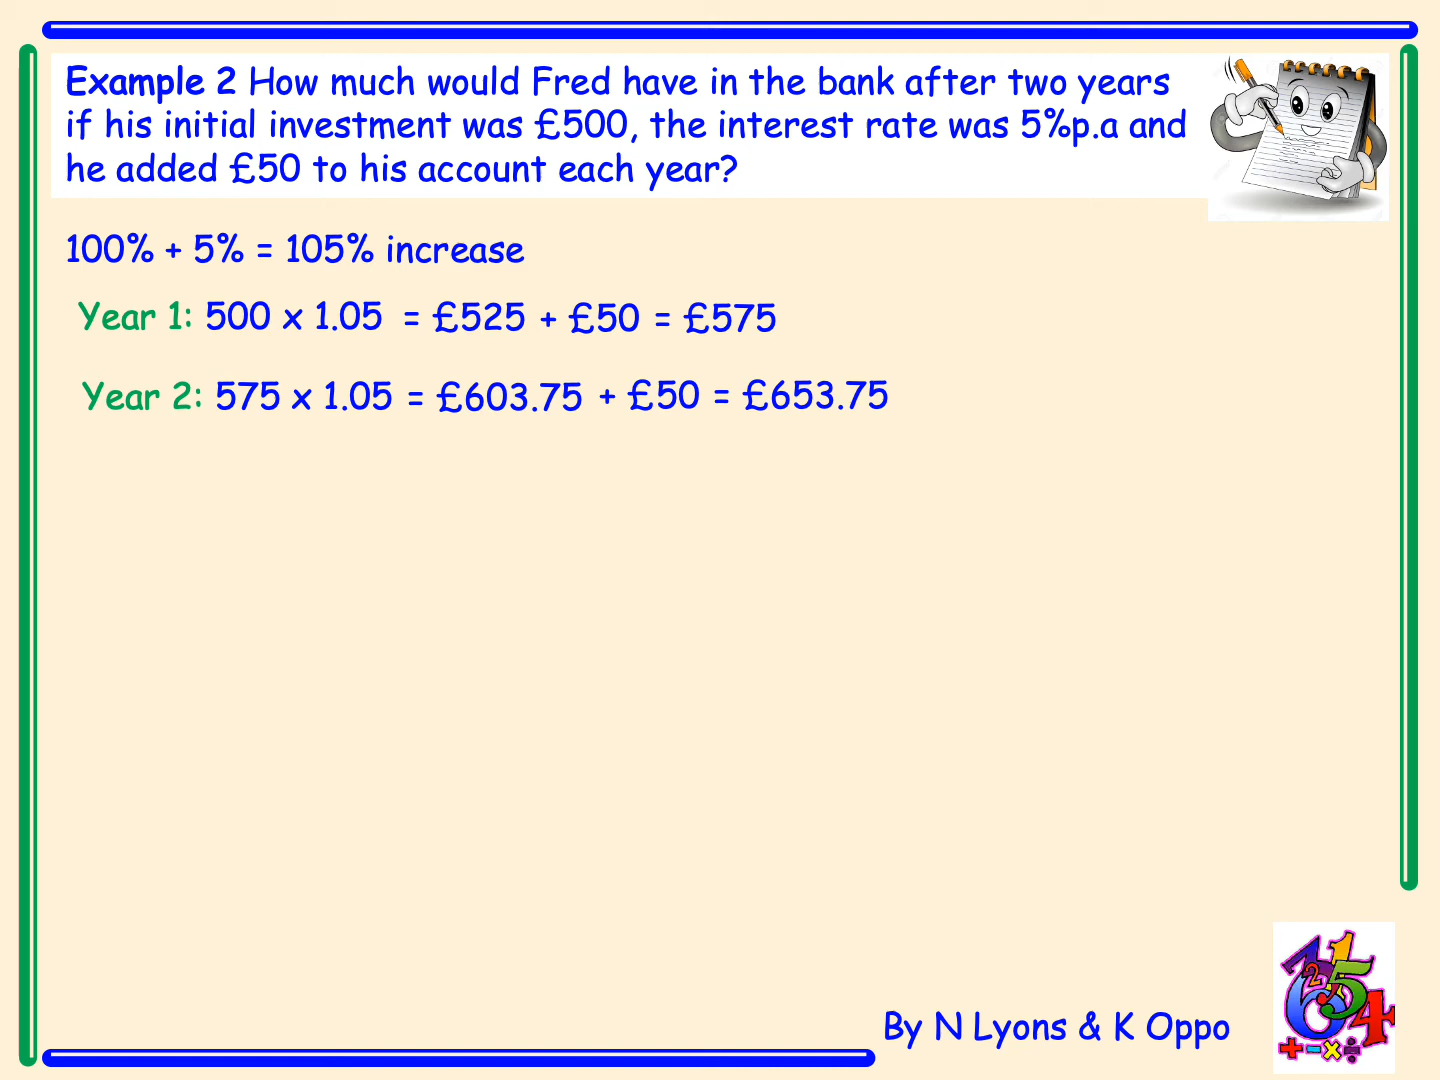 Example 2 How much would Fred have in the bank after two years
if his initial investment was £500, the interest rate was 5%p.a and
he added £50 to his account each year?
100% + 5% = 105% increase
Year 1: 500 x 1.05 = £525 + £50 = £575
Year 2: 575 x 1.05 = £603.75 + £50 = £653.75
By N Lyons & K Oppo